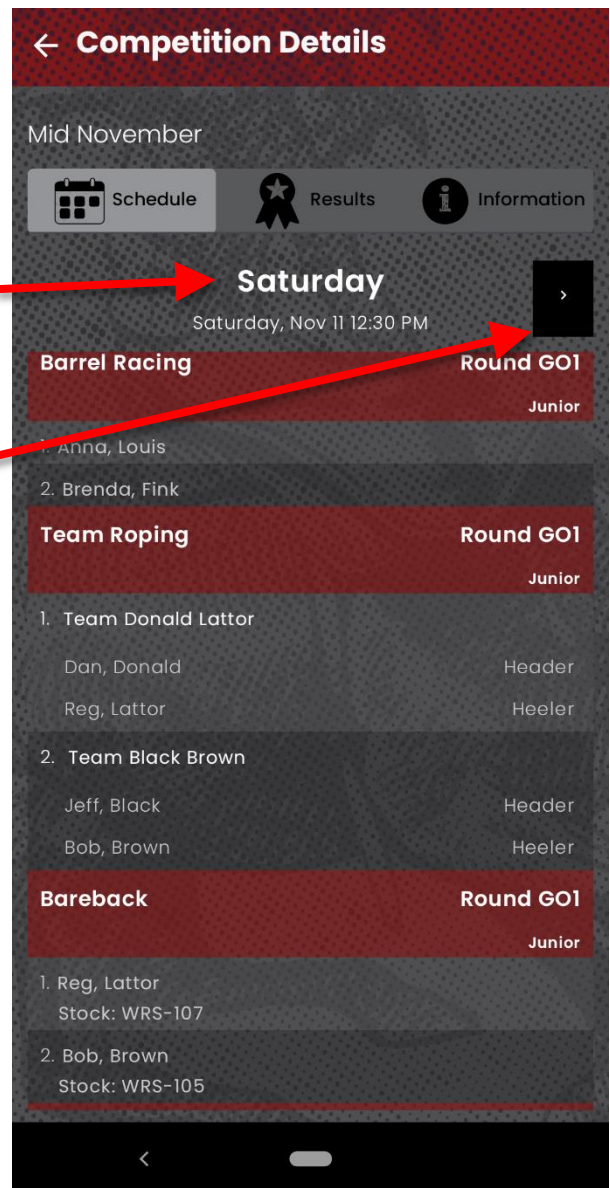 Competition Details
Mid November
Schedule Results Information
Saturday
Saturday, Nov 11 12:30 PM
Barrel Racing Round GO1
Junior
1. Anna, Louis
2. Brenda, Fink
Team Roping Round GO1
Junior
1. Team Donald Lattor
Dan, Donald Header
Reg, Lattor Heeler
2. Team Black Brown
Jeff, Black Header
Bob, Brown Heeler
Bareback Round GO1
Junior
1. Reg, Lattor
Stock: WRS-107
2. Bob, Brown
Stock: WRS-105